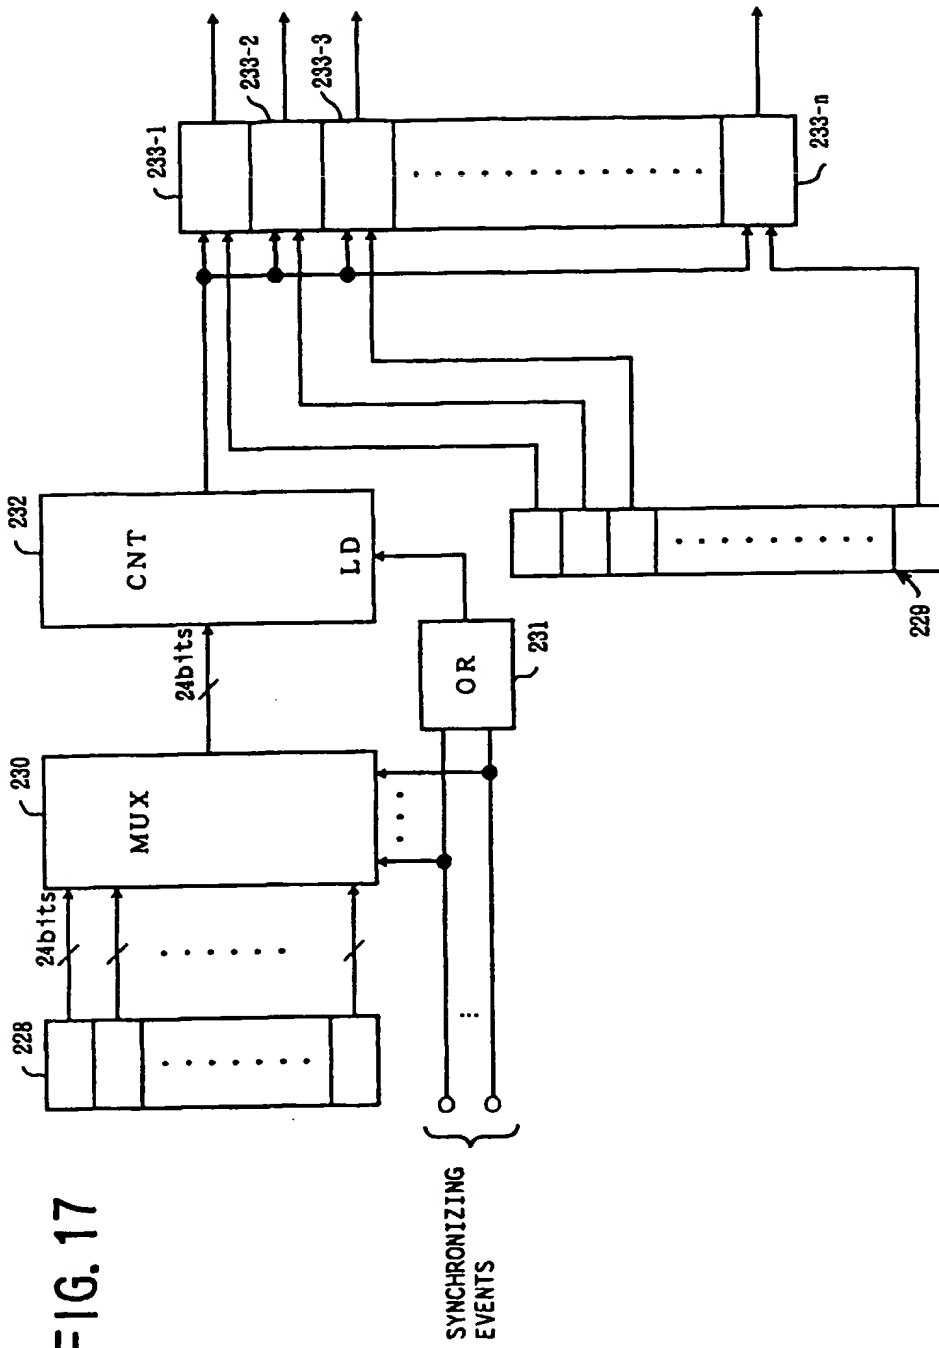 FIG. 17
228
24bits
230
MUX
24bits
232
CNT
LD
SYNCHRONIZING
EVENTS
OR
231
229
233-1
233-2
233-3
233-n